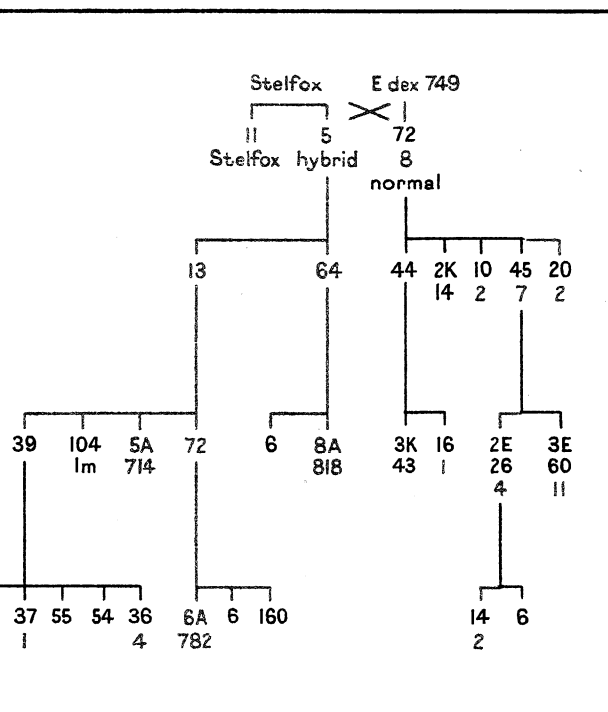 Stelfox E dex 749
11 5 72
Stelfox hybrid 8
normal
13 64 44 2K 10 45 20
14 2 7 2
39 104 5A 72 6 8A 3K 16 2E 3E
1m 714 818 43 1 26 60
4 11
37 55 54 36 6A 6 160 14 6
1 4 782 2